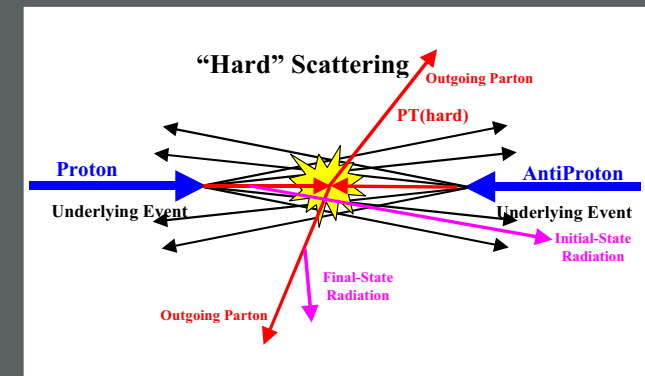 “Hard” Scattering
Outgoing Parton
PT(hard)
Proton
AntiProton
Underlying Event
Underlying Event
Initial-State
Radiation
Final-State
Radiation
Outgoing Parton